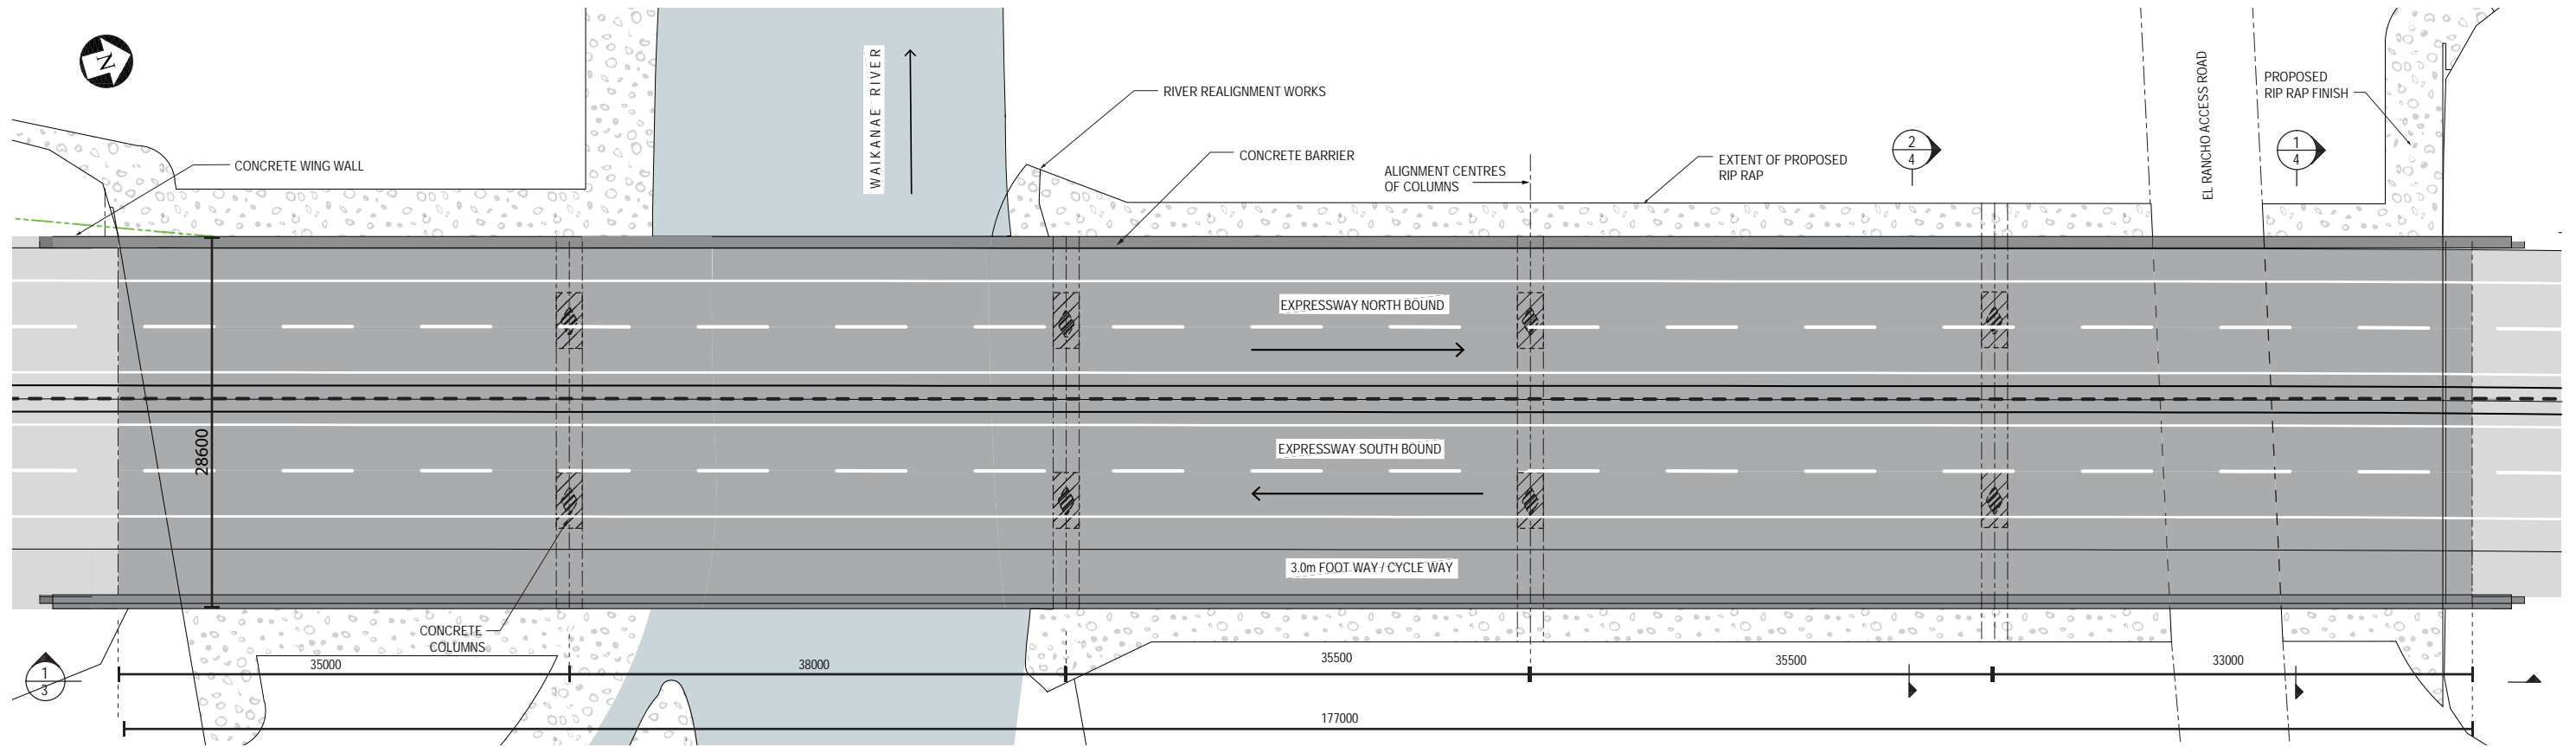 N
WAIKANAE RIVER
RIVER REALIGNMENT WORKS
CONCRETE WING WALL
CONCRETE BARRIER
ALIGNMENT CENTRES
OF COLUMNS
EXTENT OF PROPOSED
RIP RAP
2
4
EL RANCHO ACCESS ROAD
1
4
PROPOSED
RIP RAP FINISH
EXPRESSWAY NORTH BOUND
28600
EXPRESSWAY SOUTH BOUND
3.0m FOOT WAY / CYCLE WAY
CONCRETE
COLUMNS
1
3
35000
38000
35500
35500
33000
177000